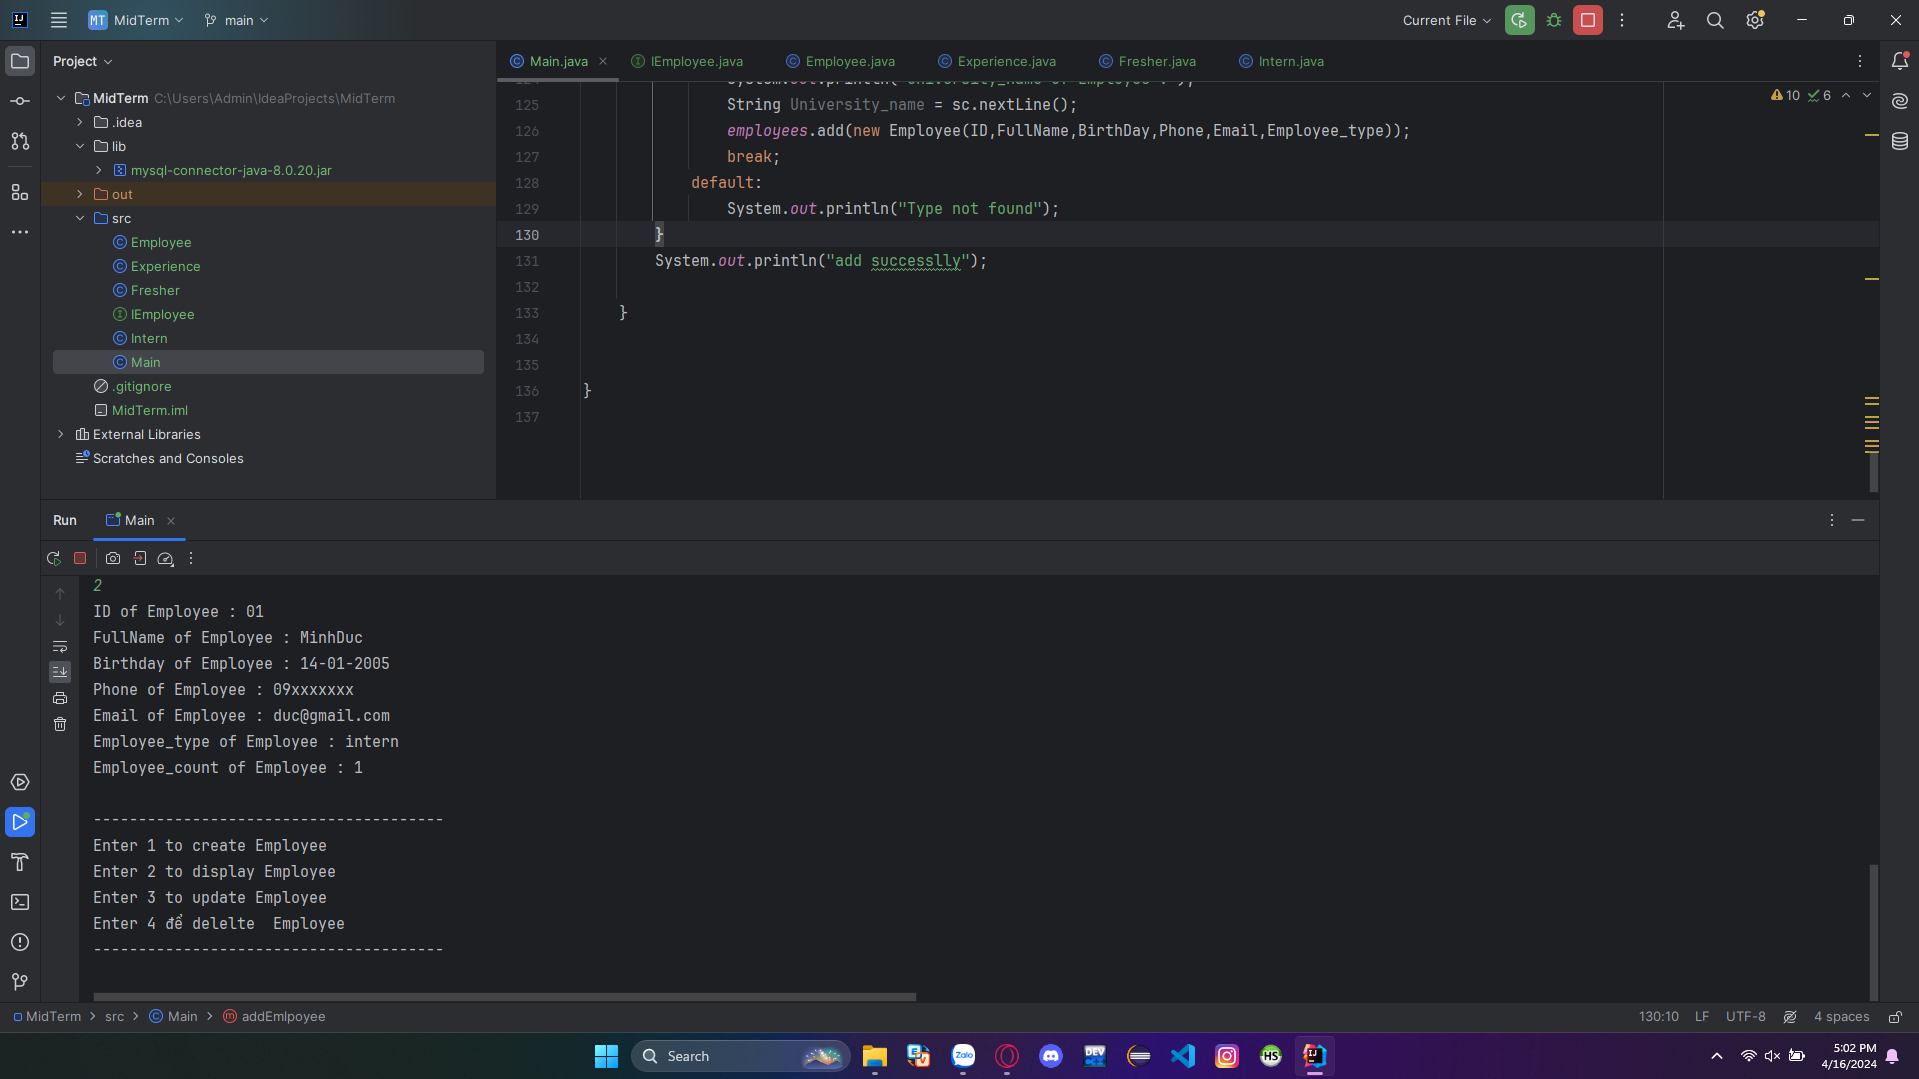 MT MidTerm main Current File
Project
Main.java IEmployee.java Employee.java Experience.java Fresher.java Intern.java
MidTerm C:\Users\Admin\IdeaProjects\MidTerm
.idea
lib
mysql-connector-java-8.0.20.jar
out
src
Employee
Experience
Fresher
IEmployee
Intern
Main
.gitignore
MidTerm.iml
External Libraries
Scratches and Consoles
10 6
125 String University_name = sc.nextLine();
126 employees.add(new Employee(ID,FullName,BirthDay,Phone,Email,Employee_type));
127 break;
128 default:
129 System.out.println("Type not found");
130 }
131 System.out.println("add successlly");
132
133 }
134
135
136 }
137
Run Main
2
ID of Employee : 01
FullName of Employee : MinhDuc
Birthday of Employee : 14-01-2005
Phone of Employee : 09xxxxxxx
Email of Employee : duc@gmail.com
Employee_type of Employee : intern
Employee_count of Employee : 1
---------------------------------------
Enter 1 to create Employee
Enter 2 to display Employee
Enter 3 to update Employee
Enter 4 để delelte  Employee
---------------------------------------
MidTerm > src > Main > addEmlpoyee 130:10 LF UTF-8 4 spaces
Search Zalo DEV HS
5:02 PM
4/16/2024